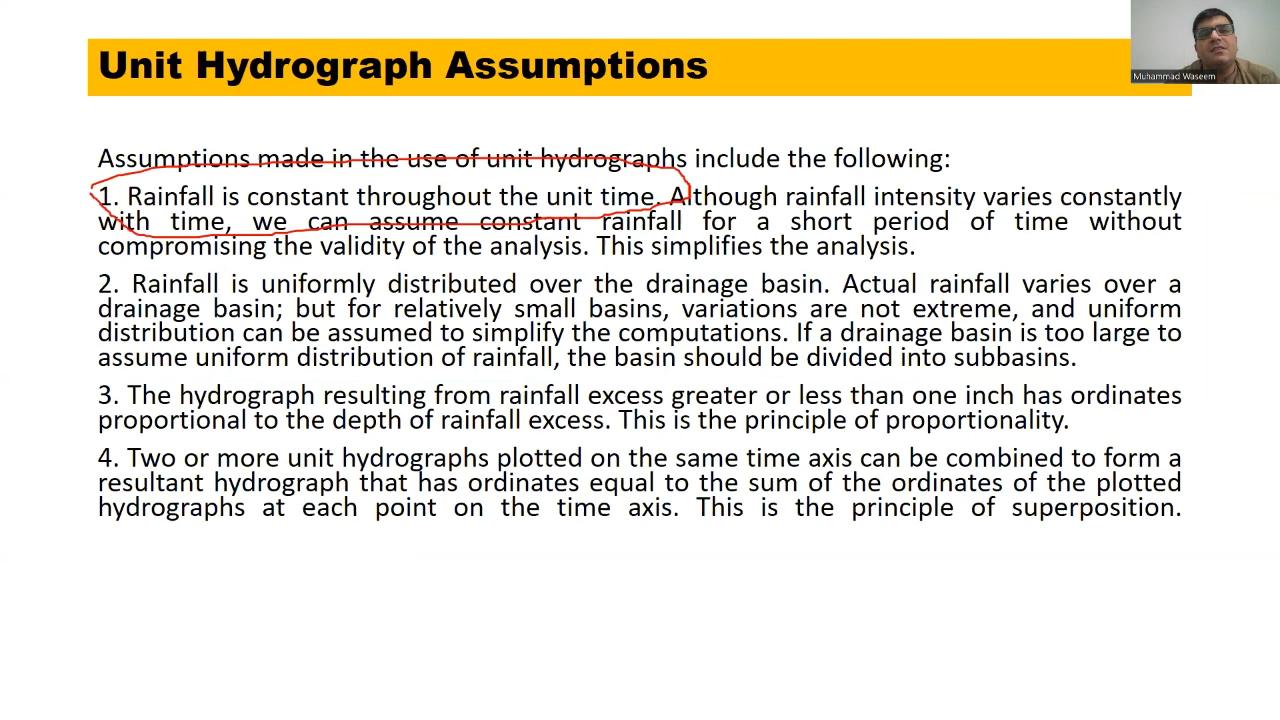 Unit Hydrograph Assumptions
Muhammad Waseem
Assumptions made in the use of unit hydrographs include the following:
1. Rainfall is constant throughout the unit time. Although rainfall intensity varies constantly
with time, we can assume constant rainfall for a short period of time without
compromising the validity of the analysis. This simplifies the analysis.
2. Rainfall is uniformly distributed over the drainage basin. Actual rainfall varies over a
drainage basin; but for relatively small basins, variations are not extreme, and uniform
distribution can be assumed to simplify the computations. If a drainage basin is too large to
assume uniform distribution of rainfall, the basin should be divided into subbasins.
3. The hydrograph resulting from rainfall excess greater or less than one inch has ordinates
proportional to the depth of rainfall excess. This is the principle of proportionality.
4. Two or more unit hydrographs plotted on the same time axis can be combined to form a
resultant hydrograph that has ordinates equal to the sum of the ordinates of the plotted
hydrographs at each point on the time axis. This is the principle of superposition.